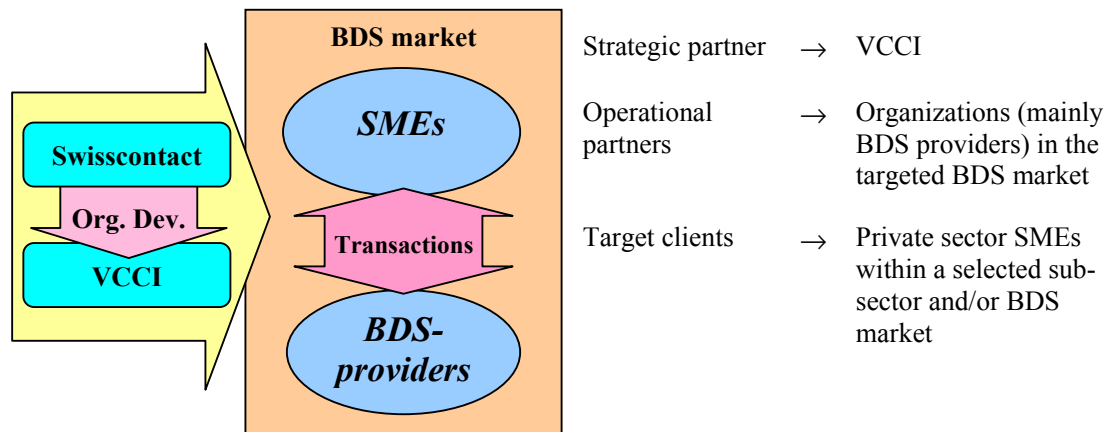 BDS market
SMEs
Swisscontact
Org. Dev.
VCCI
Transactions
BDS-
providers
Strategic partner → VCCI
Operational → Organizations (mainly
partners BDS providers) in the
targeted BDS market
Target clients → Private sector SMEs
within a selected sub-
sector and/or BDS
market